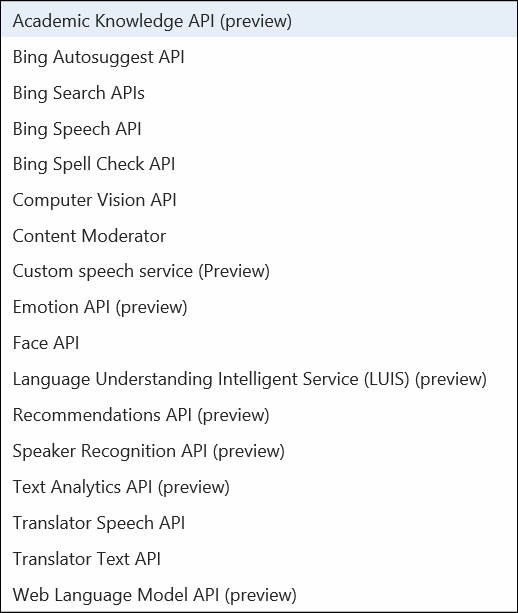 Academic Knowledge API (preview)
Bing Autosuggest API
Bing Search APIs
Bing Speech API
Bing Spell Check API
Computer Vision API
Content Moderator
Custom speech service (Preview)
Emotion API (preview)
Face API
Language Understanding Intelligent Service (LUIS) (preview)
Recommendations API (preview)
Speaker Recognition API (preview)
Text Analytics API (preview)
Translator Speech API
Translator Text API
Web Language Model API (preview)